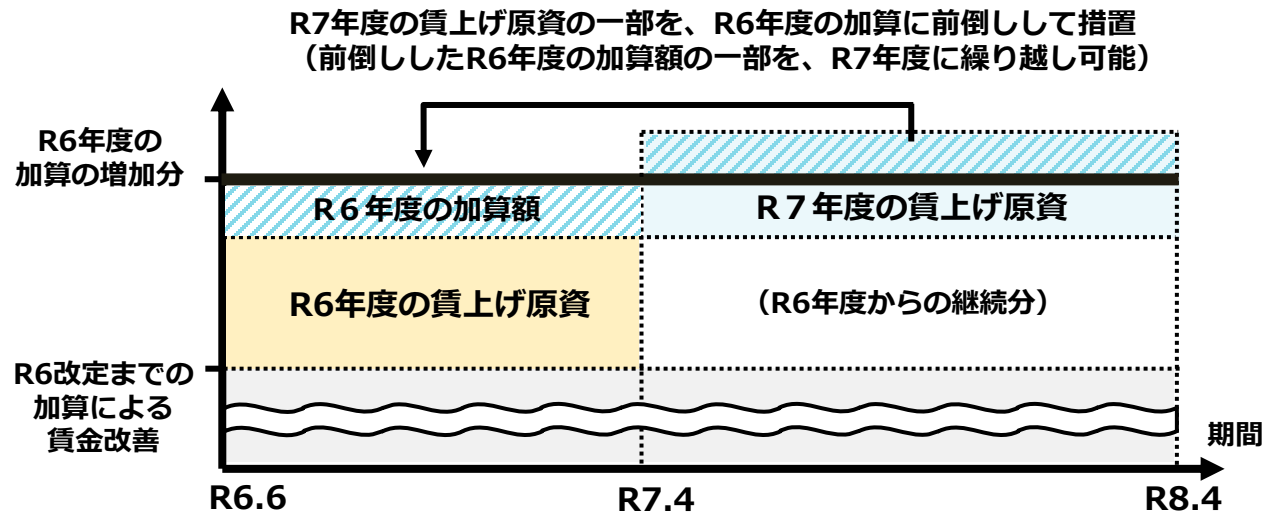 R7年度の賃上げ原資の一部を、R6年度の加算に前倒しして措置
（前倒ししたR6年度の加算額の一部を、R7年度に繰り越し可能）
R6年度の
加算の増加分
R６年度の加算額
R７年度の賃上げ原資
R6年度の賃上げ原資
（R6年度からの継続分）
R6改定までの
加算による
賃金改善
期間
R6.6
R7.4
R8.4